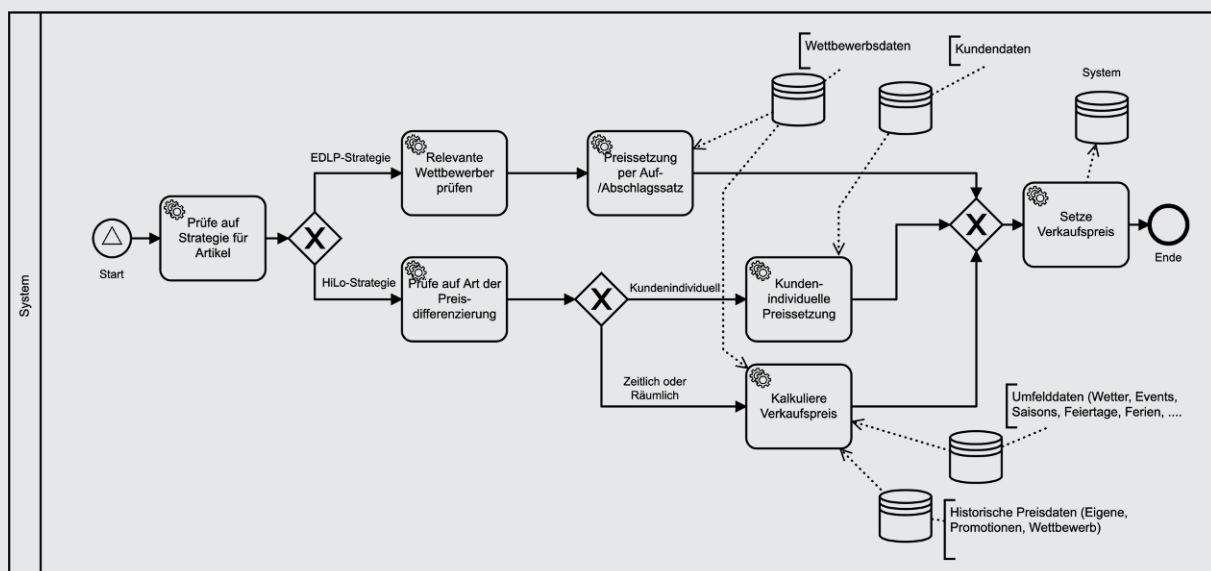 System
Start
Prüfe auf
Strategie für
Artikel
EDLP-Strategie
HiLo-Strategie
Relevante
Wettbewerber
prüfen
Preissetzung
per Auf-
/Abschlagssatz
Wettbewerbsdaten
Kundendaten
System
Prüfe auf Art der
Preis-
differenzierung
Kundenindividuell
Zeitlich oder
Räumlich
Kunden-
individuelle
Preissetzung
Kalkuliere
Verkaufspreis
Setze
Verkaufspreis
Ende
Umfelddaten (Wetter, Events,
Saisons, Feiertage, Ferien, ....
Historische Preisdaten (Eigene,
Promotionen, Wettbewerb)